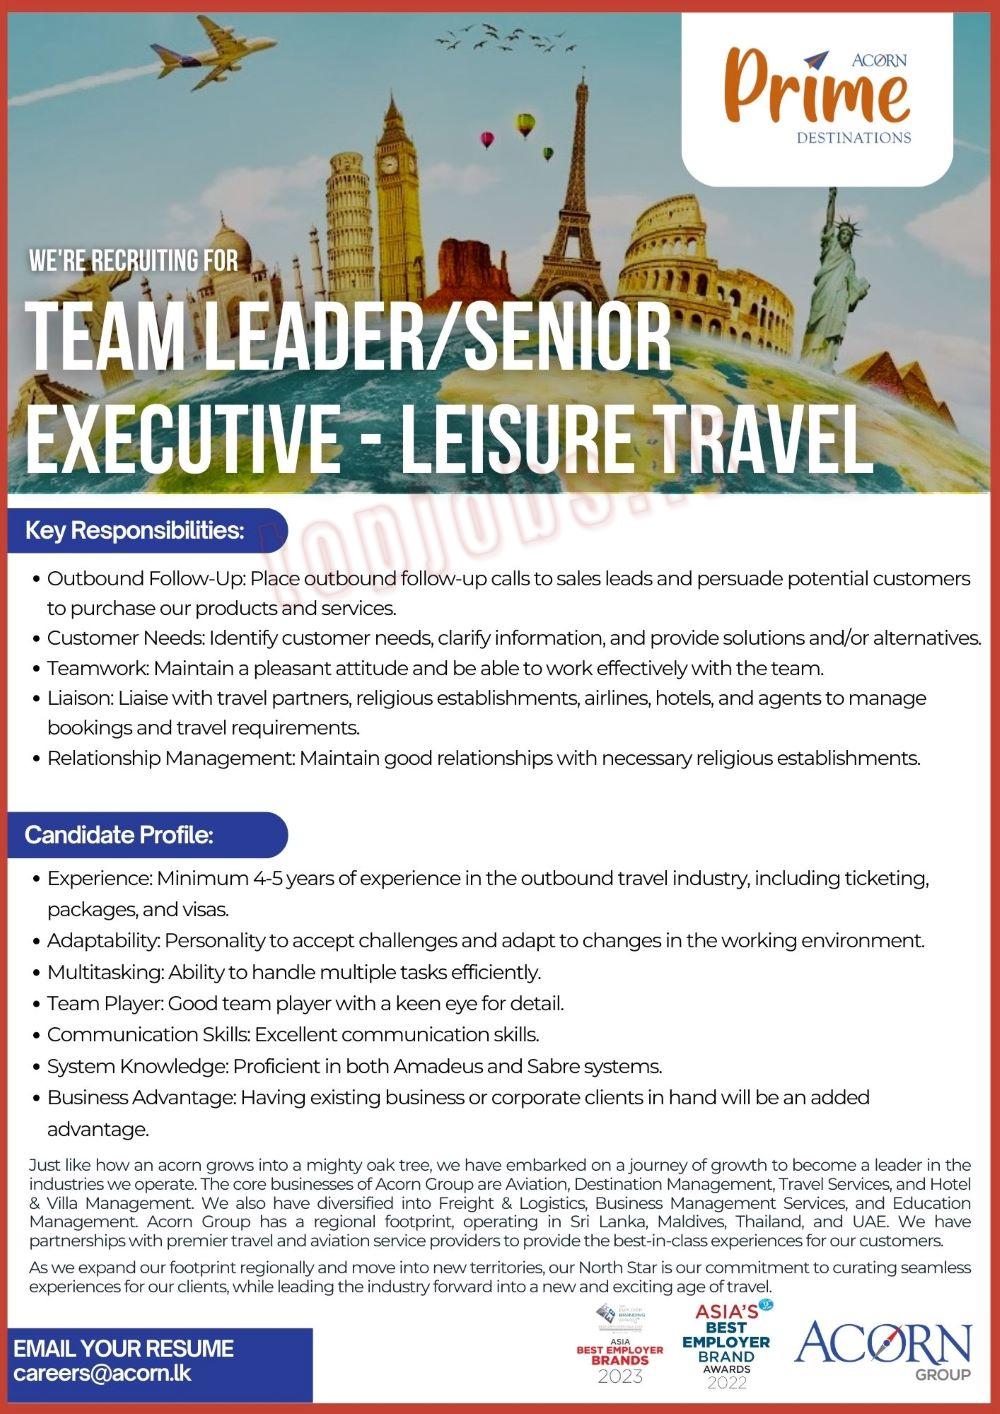 ACORN
Prime
DESTINATIONS
WE'RE RECRUITING FOR
TEAM LEADER/SENIOR
EXECUTIVE - LEISURE TRAVEL
topjobs.lk
Key Responsibilities:
• Outbound Follow-Up: Place outbound follow-up calls to sales leads and persuade potential customers
to purchase our products and services.
• Customer Needs: Identify customer needs, clarify information, and provide solutions and/or alternatives.
• Teamwork: Maintain a pleasant attitude and be able to work effectively with the team.
• Liaison: Liaise with travel partners, religious establishments, airlines, hotels, and agents to manage
bookings and travel requirements.
• Relationship Management: Maintain good relationships with necessary religious establishments.
Candidate Profile:
• Experience: Minimum 4-5 years of experience in the outbound travel industry, including ticketing,
packages, and visas.
• Adaptability: Personality to accept challenges and adapt to changes in the working environment.
• Multitasking: Ability to handle multiple tasks efficiently.
• Team Player: Good team player with a keen eye for detail.
• Communication Skills: Excellent communication skills.
• System Knowledge: Proficient in both Amadeus and Sabre systems.
• Business Advantage: Having existing business or corporate clients in hand will be an added
advantage.
Just like how an acorn grows into a mighty oak tree, we have embarked on a journey of growth to become a leader in the
industries we operate. The core businesses of Acorn Group are Aviation, Destination Management, Travel Services, and Hotel
& Villa Management. We also have diversified into Freight & Logistics, Business Management Services, and Education
Management. Acorn Group has a regional footprint, operating in Sri Lanka, Maldives, Thailand, and UAE. We have
partnerships with premier travel and aviation service providers to provide the best-in-class experiences for our customers.
As we expand our footprint regionally and move into new territories, our North Star is our commitment to curating seamless
experiences for our clients, while leading the industry forward into a new and exciting age of travel.
EMAIL YOUR RESUME
careers@acorn.lk
ASIA
BEST EMPLOYER
BRANDS
2023
ASIA'S
BEST
EMPLOYER
BRAND
AWARDS
2022
ACORN
GROUP